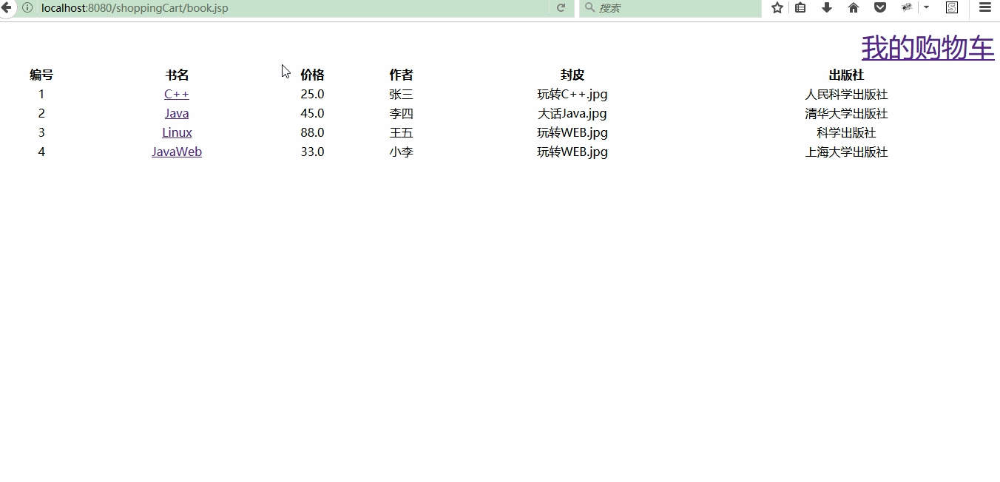 localhost:8080/shoppingCart/book.jsp 搜索
我的购物车
编号 书名 价格 作者 封皮 出版社
1 C++ 25.0 张三 玩转C++.jpg 人民科学出版社
2 Java 45.0 李四 大话Java.jpg 清华大学出版社
3 Linux 88.0 王五 玩转WEB.jpg 科学出版社
4 JavaWeb 33.0 小李 玩转WEB.jpg 上海大学出版社